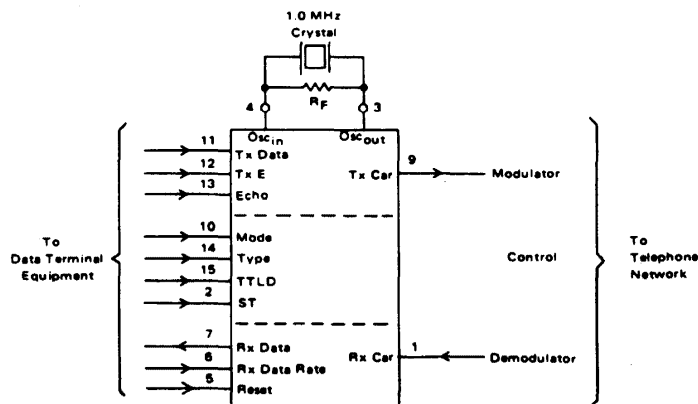 1.0 MHz
Crystal
RF
4
3
Oscin
Oscout
11
Tx Data
12
Tx E
13
Echo
9
Tx Car
Modulator
10
Mode
14
Type
15
TTLD
2
ST
Control
To
Data Terminal
Equipment
To
Telephone
Network
7
Rx Data
6
Rx Data Rate
5
Reset
1
Rx Car
Demodulator